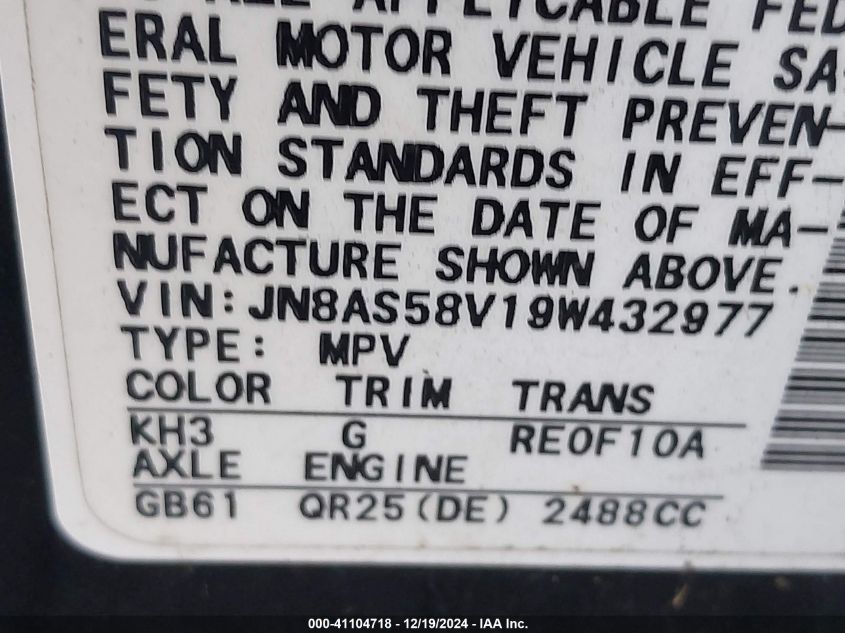 APPLICABLE FED
ERAL MOTOR VEHICLE SA-
FETY AND THEFT PREVEN-
TION STANDARDS IN EFF-
ECT ON THE DATE OF MA-
NUFACTURE SHOWN ABOVE.
VIN: JN8AS58V19W432977
TYPE: MPV
COLOR TRIM TRANS
KH3 G RE0F10A
AXLE ENGINE
GB61 QR25(DE) 2488CC
000-41104718 - 12/19/2024 - IAA Inc.